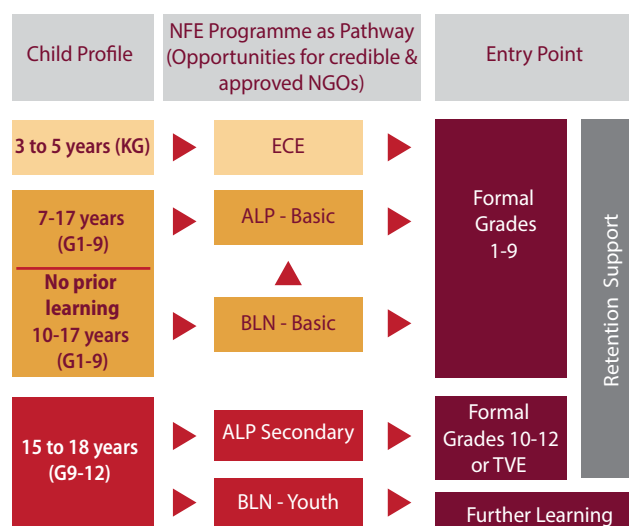 Child Profile
NFE Programme as Pathway
(Opportunities for credible &
approved NGOs)
Entry Point
3 to 5 years (KG)
ECE
7-17 years
(G1-9)
ALP - Basic
No prior
learning
10-17 years
(G1-9)
BLN - Basic
Formal
Grades
1-9
Retention Support
15 to 18 years
(G9-12)
ALP Secondary
BLN - Youth
Formal
Grades 10-12
or TVE
Further Learning